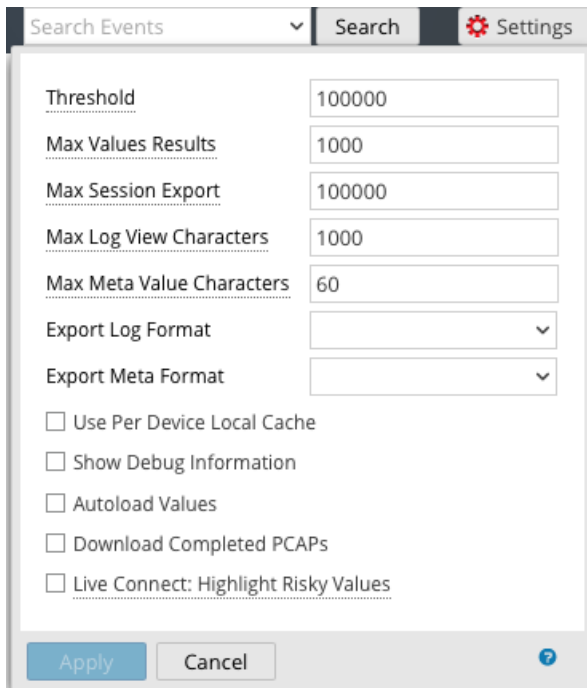 Search Events Search Settings
Threshold 100000
Max Values Results 1000
Max Session Export 100000
Max Log View Characters 1000
Max Meta Value Characters 60
Export Log Format
Export Meta Format
Use Per Device Local Cache
Show Debug Information
Autoload Values
Download Completed PCAPs
Live Connect: Highlight Risky Values
Apply Cancel ?